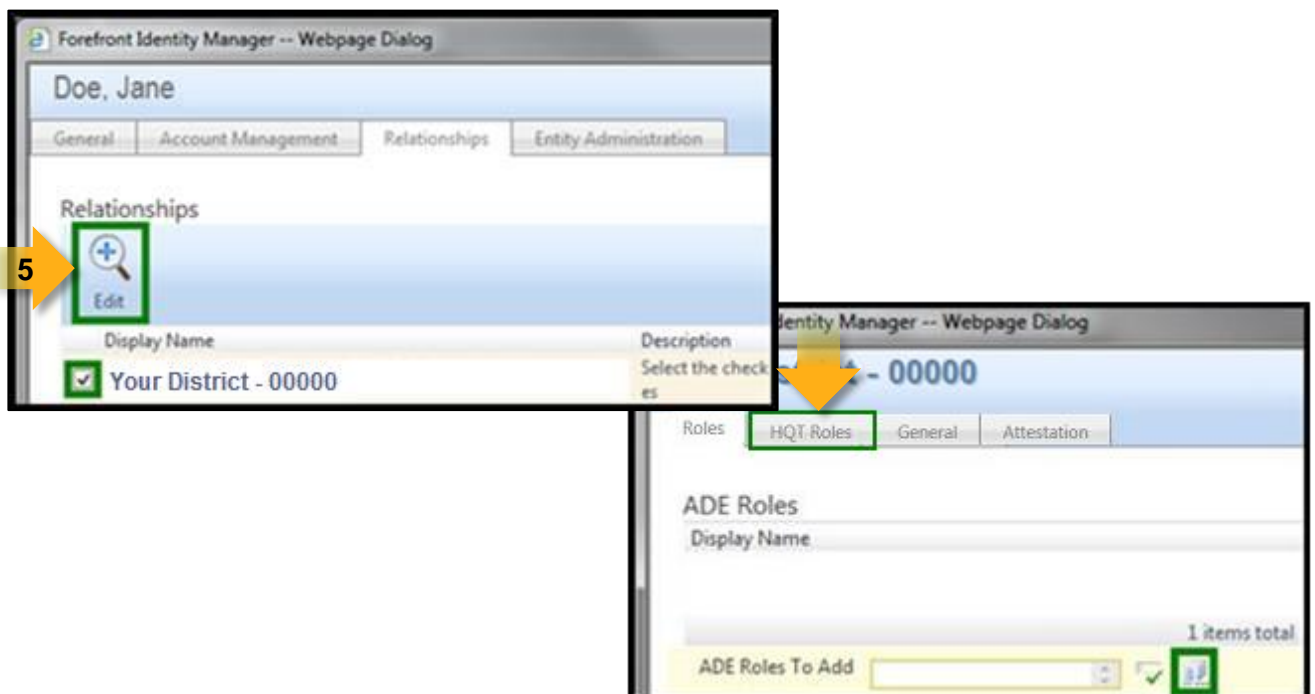 Forefront Identity Manager -- Webpage Dialog
Doe, Jane
General Account Management Relationships Entity Administration
Relationships
5
Edit
Display Name Description
Your District - 00000 Select the check
es
Identity Manager -- Webpage Dialog
- 00000
Roles HQT Roles General Attestation
ADE Roles
Display Name
1 items total
ADE Roles To Add